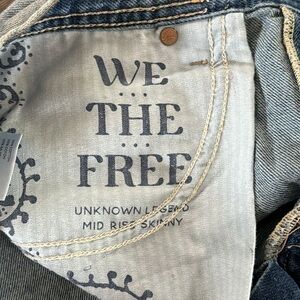 WE
THE
FREE
UNKNOWN LEGEND
MID RISE SKINNY